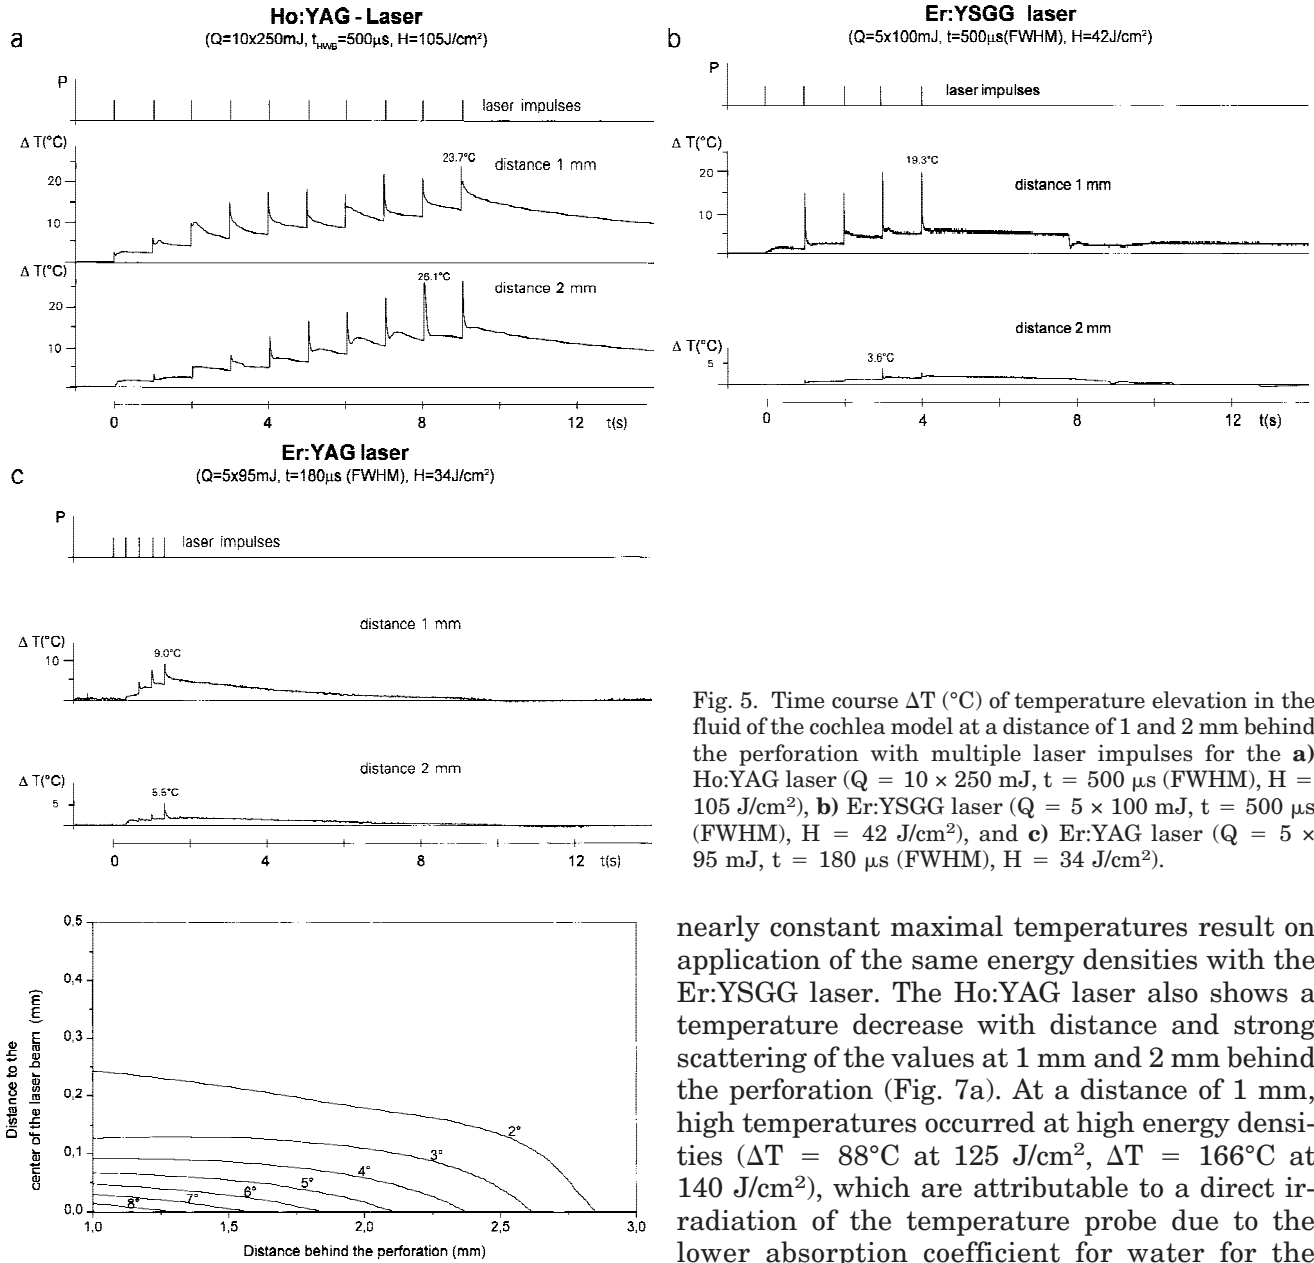 Ho:YAG - Laser
(Q=10x250mJ, tHWB=500µs, H=105J/cm²)
a
P
laser impulses
Δ T(°C)
20
10
23.7°C
distance 1 mm
Δ T(°C)
20
10
26.1°C
distance 2 mm
0 4 8 12 t(s)
Er:YSGG laser
(Q=5x100mJ, t=500µs(FWHM), H=42J/cm²)
b
P
laser impulses
Δ T(°C)
20
10
19.3°C
distance 1 mm
distance 2 mm
Δ T(°C)
5
3.6°C
0 4 8 12 t(s)
Er:YAG laser
(Q=5x95mJ, t=180µs (FWHM), H=34J/cm²)
c
P
laser impulses
distance 1 mm
Δ T(°C)
10
9.0°C
distance 2 mm
Δ T(°C)
5
5.5°C
0 4 8 12 t(s)
Fig. 5. Time course ΔT (°C) of temperature elevation in the
fluid of the cochlea model at a distance of 1 and 2 mm behind
the perforation with multiple laser impulses for the a)
Ho:YAG laser (Q = 10 × 250 mJ, t = 500 µs (FWHM), H =
105 J/cm²), b) Er:YSGG laser (Q = 5 × 100 mJ, t = 500 µs
(FWHM), H = 42 J/cm²), and c) Er:YAG laser (Q = 5 ×
95 mJ, t = 180 µs (FWHM), H = 34 J/cm²).
Distance to the
center of the laser beam (mm)
0,5
0,4
0,3
0,2
0,1
0,0
2°
3°
4°
5°
6°
7°
8°
1,0 1,5 2,0 2,5 3,0
Distance behind the perforation (mm)
nearly constant maximal temperatures result on
application of the same energy densities with the
Er:YSGG laser. The Ho:YAG laser also shows a
temperature decrease with distance and strong
scattering of the values at 1 mm and 2 mm behind
the perforation (Fig. 7a). At a distance of 1 mm,
high temperatures occurred at high energy densi-
ties (ΔT = 88°C at 125 J/cm², ΔT = 166°C at
140 J/cm²), which are attributable to a direct ir-
radiation of the temperature probe due to the
lower absorption coefficient for water for the